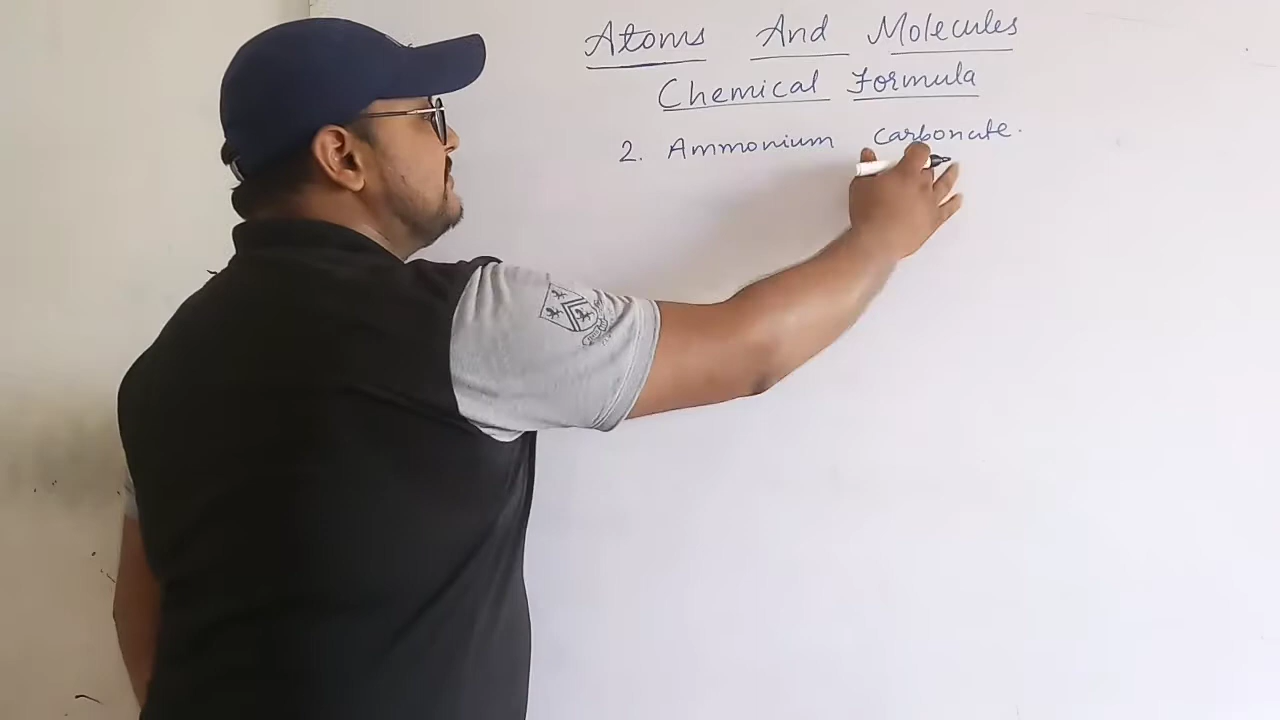 Atoms And Molecules
Chemical Formula
2. Ammonium Carbonate.